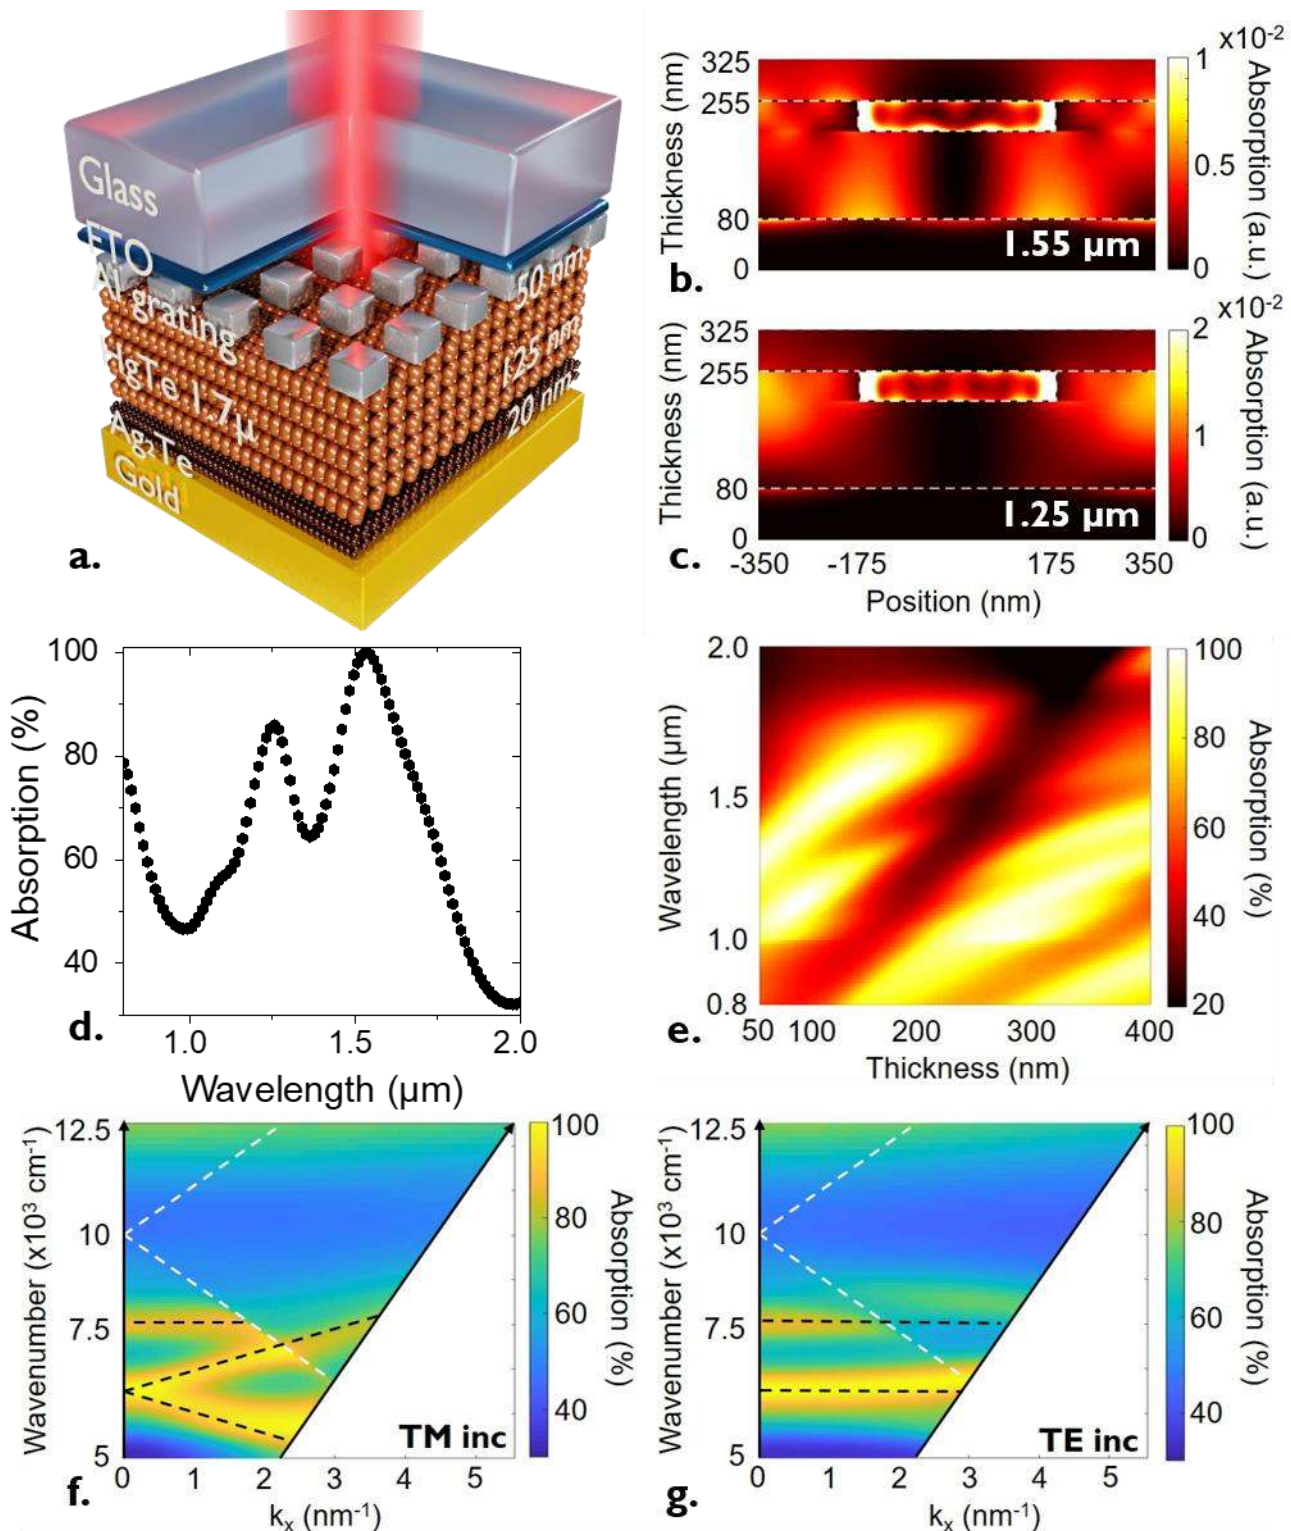 Glass
FTO
Al grating
HgTe 1.7µ
Ag2Te
Gold
50 nm
125 nm
20 nm
a.
x10-2
325
255
80
0
Thickness (nm)
1.55 µm
1
0.5
0
Absorption (a.u.)
b.
x10-2
325
255
80
0
Thickness (nm)
1.25 µm
2
1
0
Absorption (a.u.)
c.
-350 -175 175 350
Position (nm)
100
80
60
40
Absorption (%)
d.
1.0 1.5 2.0
Wavelength (µm)
2.0
1.5
1.0
0.8
Wavelength (µm)
100
80
60
40
20
Absorption (%)
e.
50 100 200 300 400
Thickness (nm)
12.5
10
7.5
5
Wavenumber (x10³ cm-1)
TM inc
100
80
60
40
Absorption (%)
f.
0 1 2 3 4 5
kx (nm-1)
12.5
10
7.5
5
Wavenumber (x10³ cm-1)
TE inc
100
80
60
40
Absorption (%)
g.
0 1 2 3 4 5
kx (nm-1)